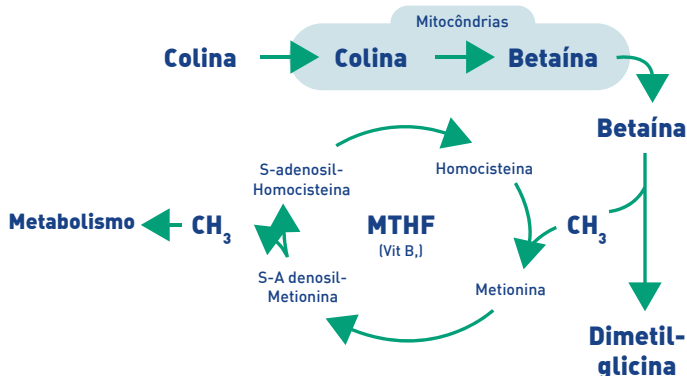 Mitocôndrias
Colina
Colina
Betaína
Betaína
S-adenosil-
Homocisteina
Homocisteina
Metabolismo
CH3
MTHF
(Vit B,)
CH3
S-A denosil-
Metionina
Metionina
Dimetil-
glicina